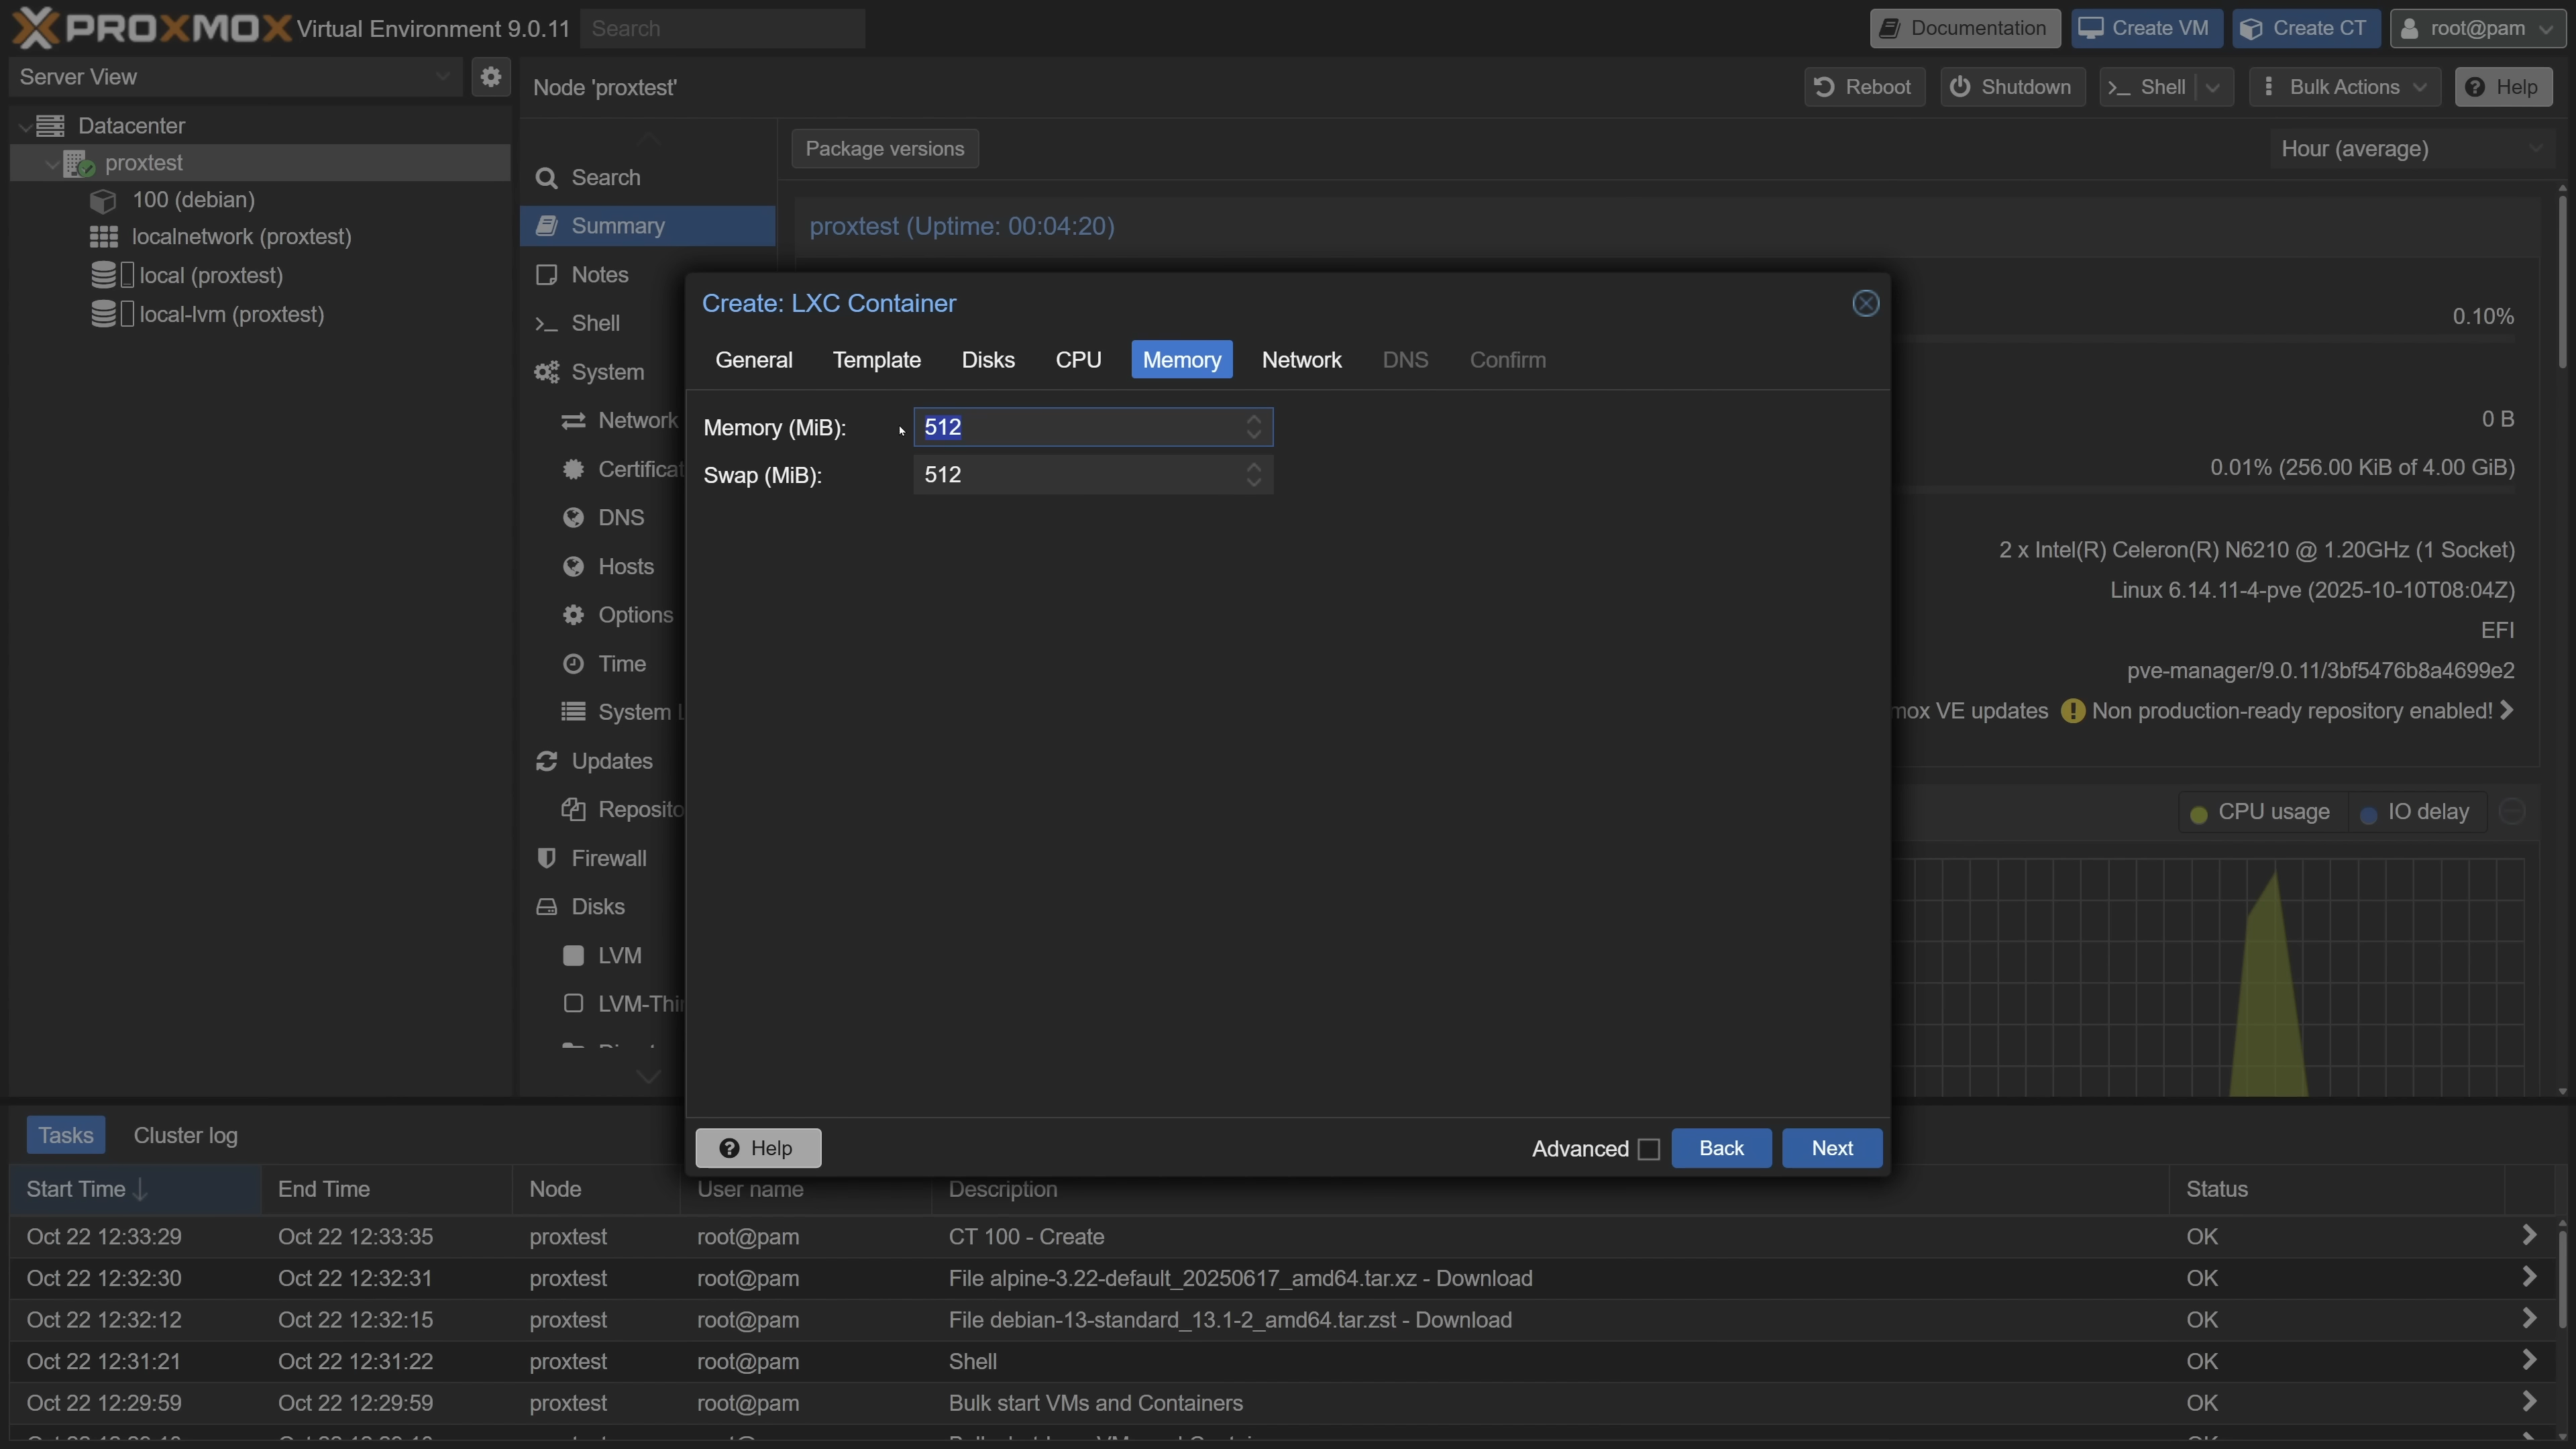 PROXMOX Virtual Environment 9.0.11 Search Documentation Create VM Create CT root@pam
Server View
Node 'proxtest' Reboot Shutdown Shell Bulk Actions Help
Datacenter
proxtest
100 (debian)
localnetwork (proxtest)
local (proxtest)
local-lvm (proxtest)
Package versions Hour (average)
Search
Summary
Notes
Shell
System
Network
Certificat
DNS
Hosts
Options
Time
System L
Updates
Reposito
Firewall
Disks
LVM
LVM-Thi
proxtest (Uptime: 00:04:20)
0.10%
0 B
0.01% (256.00 KiB of 4.00 GiB)
2 x Intel(R) Celeron(R) N6210 @ 1.20GHz (1 Socket)
Linux 6.14.11-4-pve (2025-10-10T08:04Z)
EFI
pve-manager/9.0.11/3bf5476b8a4699e2
mox VE updates Non production-ready repository enabled!
CPU usage IO delay
Create: LXC Container
General Template Disks CPU Memory Network DNS Confirm
Memory (MiB): 512
Swap (MiB): 512
Help Advanced Back Next
Tasks Cluster log
Start Time End Time Node User name Description Status
Oct 22 12:33:29 Oct 22 12:33:35 proxtest root@pam CT 100 - Create OK
Oct 22 12:32:30 Oct 22 12:32:31 proxtest root@pam File alpine-3.22-default_20250617_amd64.tar.xz - Download OK
Oct 22 12:32:12 Oct 22 12:32:15 proxtest root@pam File debian-13-standard_13.1-2_amd64.tar.zst - Download OK
Oct 22 12:31:21 Oct 22 12:31:22 proxtest root@pam Shell OK
Oct 22 12:29:59 Oct 22 12:29:59 proxtest root@pam Bulk start VMs and Containers OK